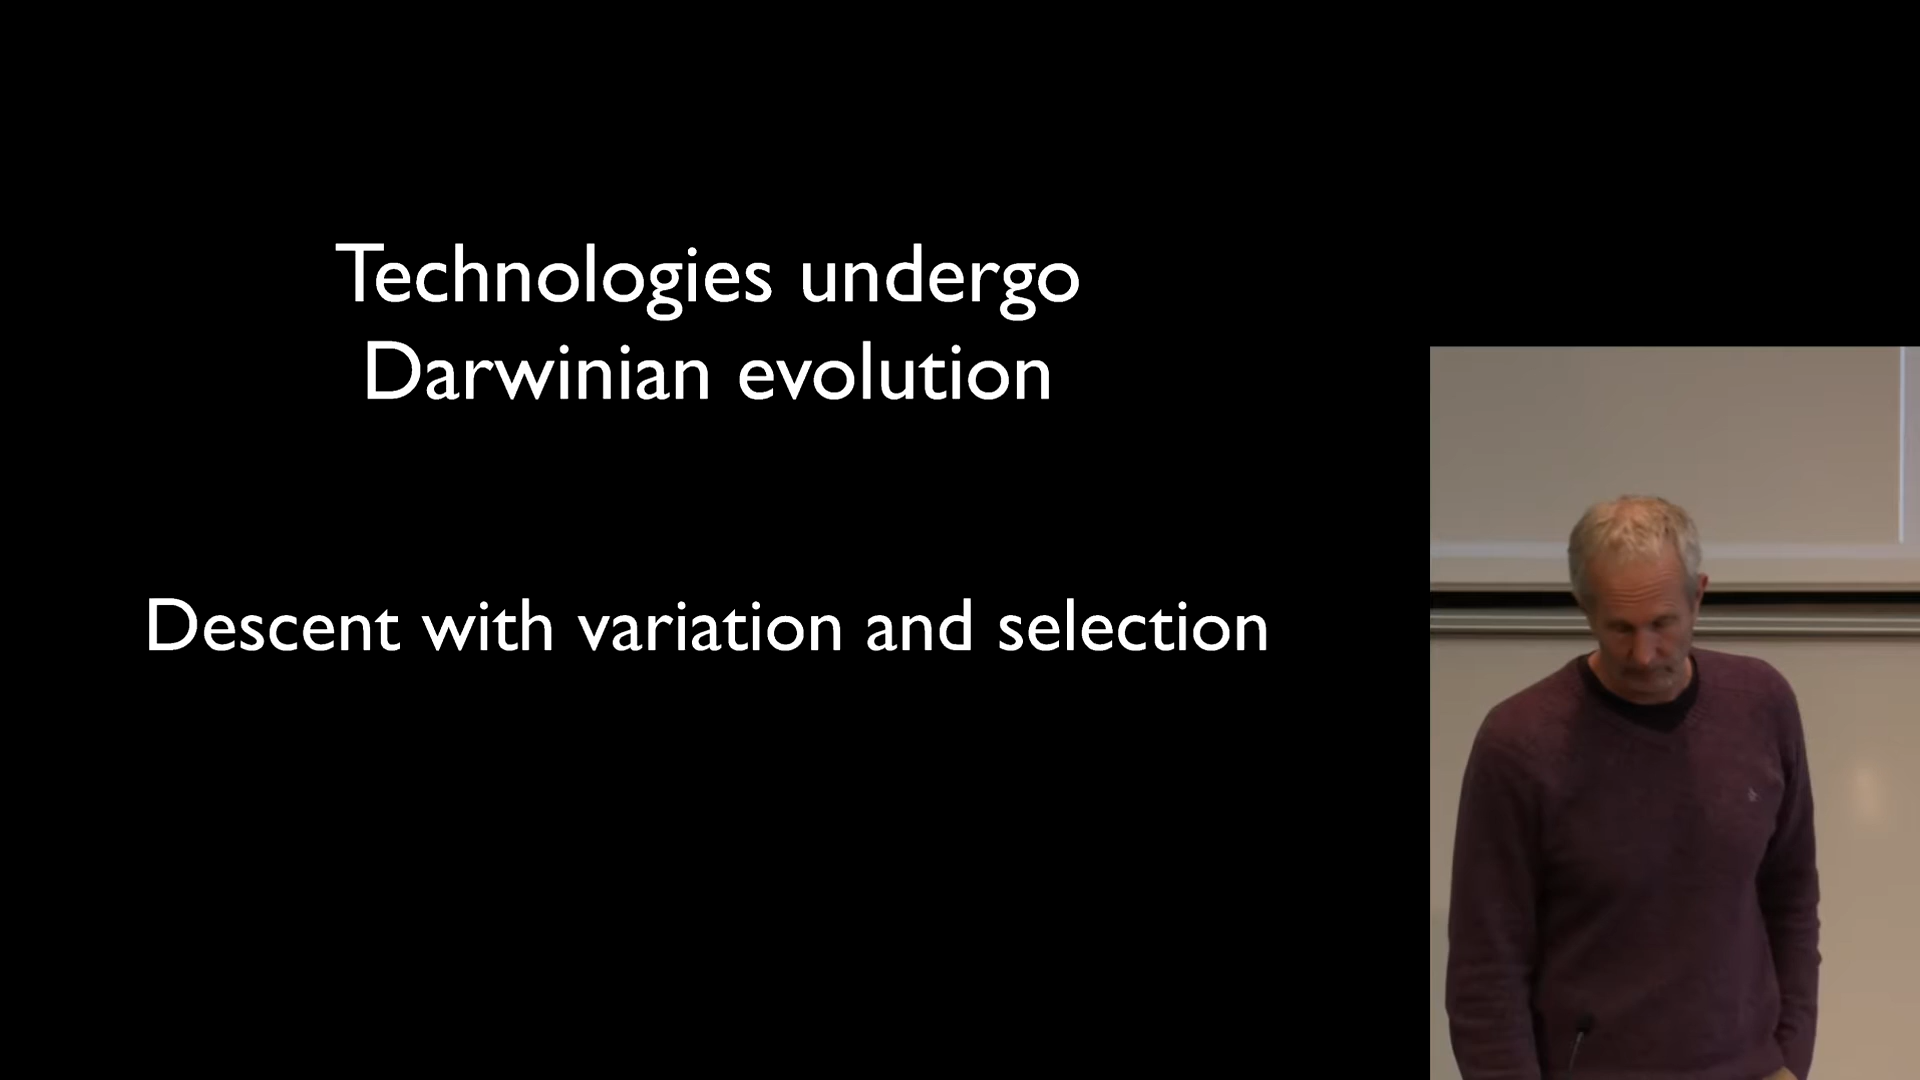 Technologies undergo
Darwinian evolution
Descent with variation and selection